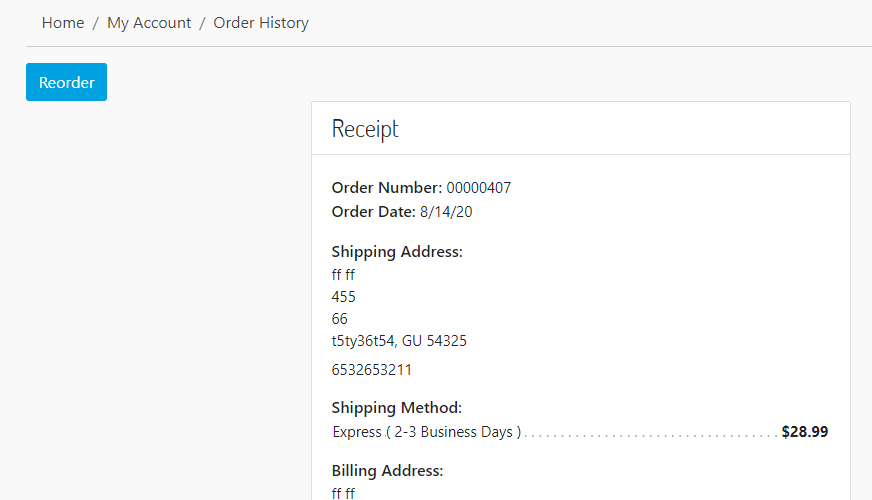 Home / My Account / Order History
Reorder
Receipt
Order Number: 00000407
Order Date: 8/14/20
Shipping Address:
ff ff
455
66
t5ty36t54, GU 54325
6532653211
Shipping Method:
Express ( 2-3 Business Days ) $28.99
Billing Address:
ff ff